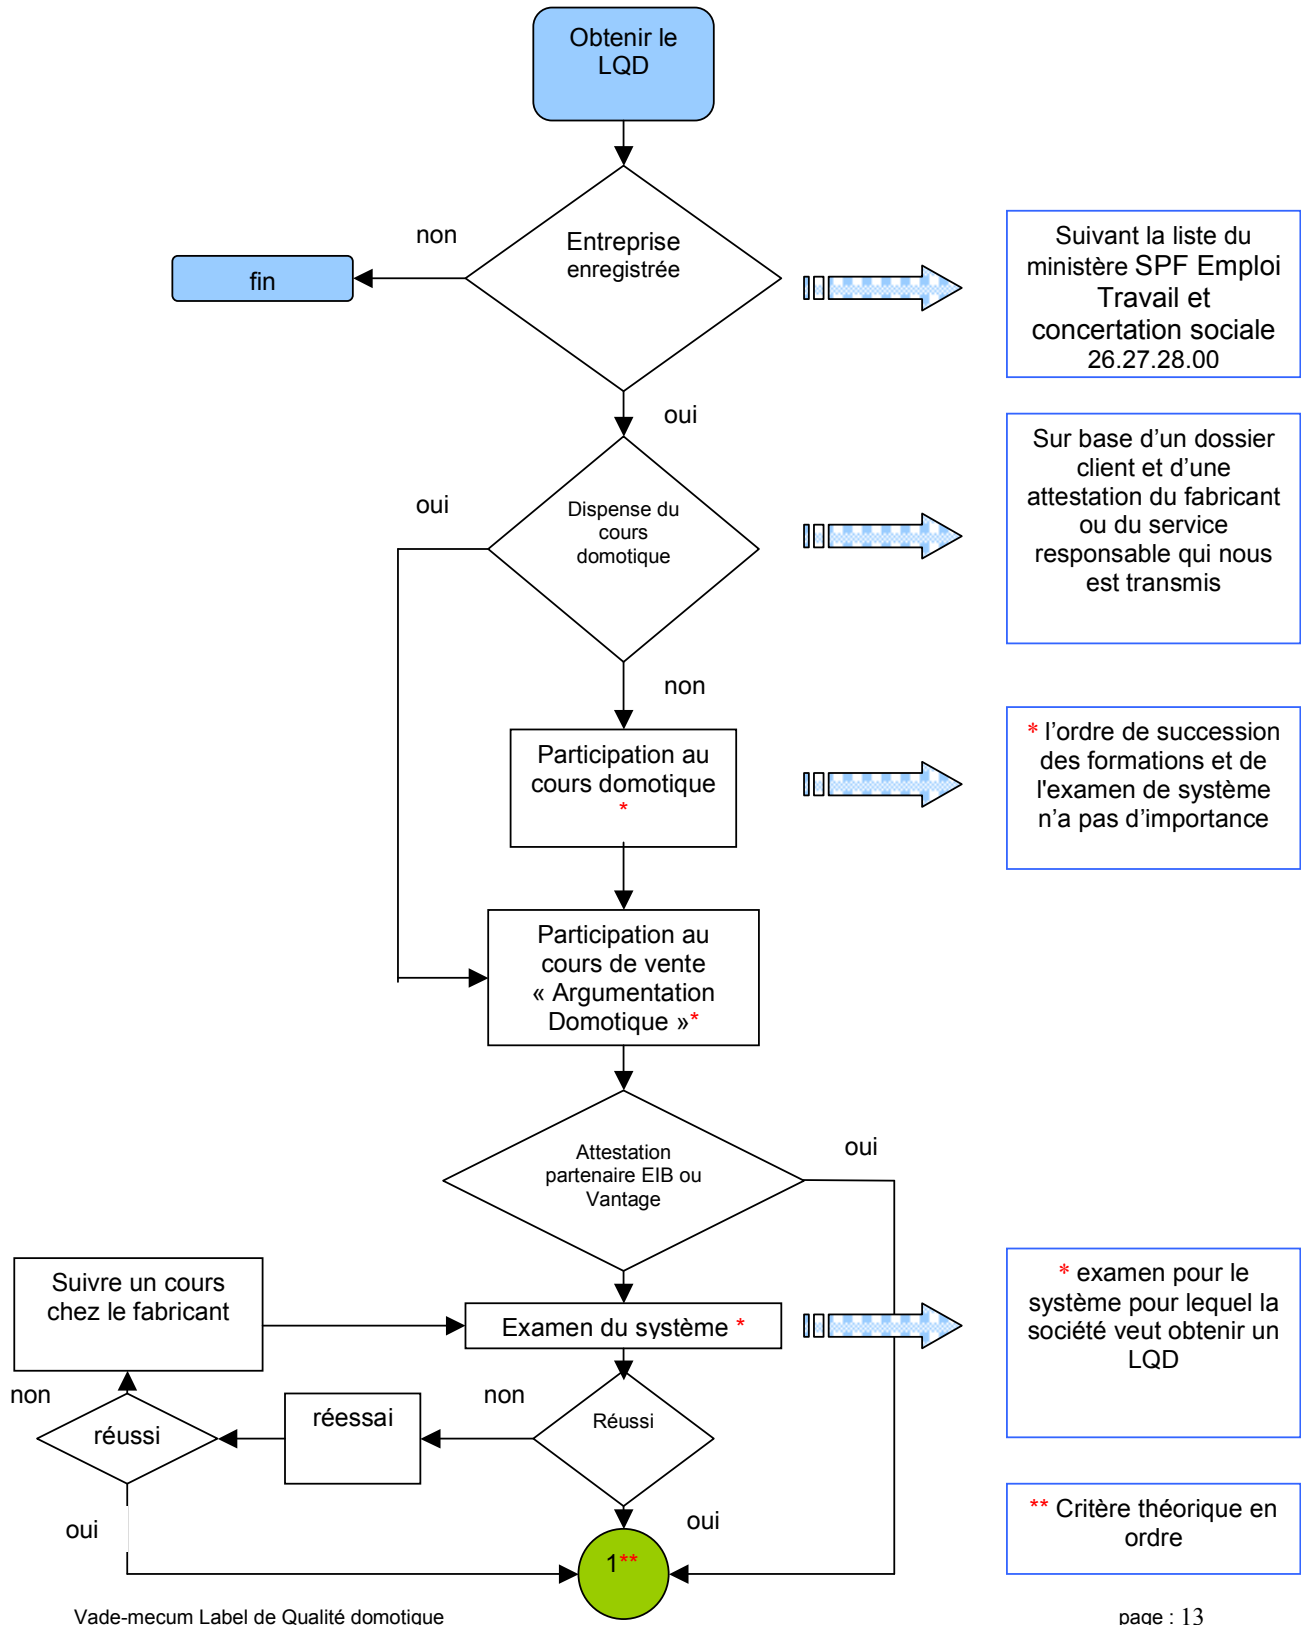 Obtenir le
LQD
non
Entreprise
enregistrée
fin
Suivant la liste du
ministère SPF Emploi
Travail et
concertation sociale
26.27.28.00
oui
Sur base d’un dossier
client et d’une
attestation du fabricant
ou du service
responsable qui nous
est transmis
oui
Dispense du
cours
domotique
non
Participation au
cours domotique
*
* l’ordre de succession
des formations et de
l'examen de système
n’a pas d’importance
Participation au
cours de vente
« Argumentation
Domotique »*
Attestation
partenaire EIB ou
Vantage
oui
Suivre un cours
chez le fabricant
Examen du système *
* examen pour le
système pour lequel la
société veut obtenir un
LQD
non
réussi
réessai
non
Réussi
oui
oui
1**
** Critère théorique en
ordre
Vade-mecum Label de Qualité domotique
page : 13